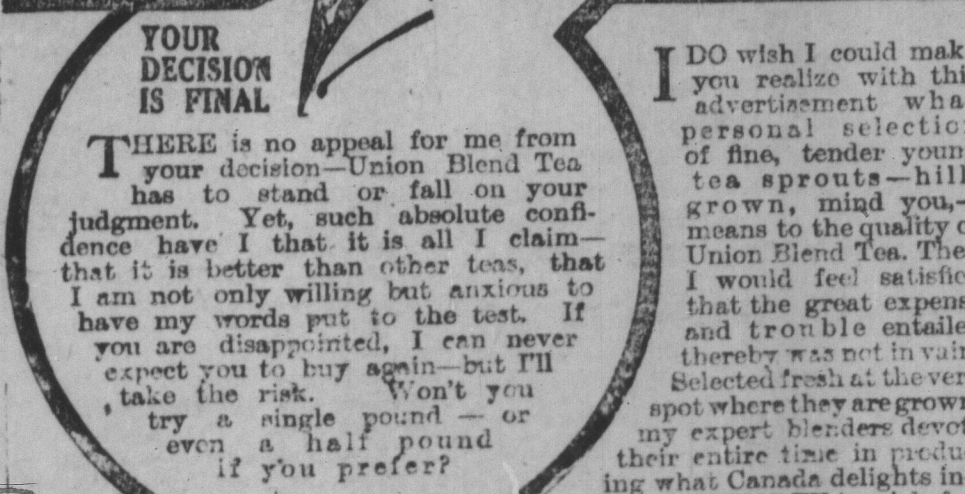 YOUR
DECISION
IS FINAL
THERE is no appeal for me from
your decision—Union Blend Tea
has to stand or fall on your
judgment. Yet, such absolute confi-
dence have I that it is all I claim—
that it is better than other teas, that
I am not only willing but anxious to
have my words put to the test. If
you are disappointed, I can never
expect you to buy again—but I'll
take the risk. Won't you
try a single pound — or
even a half pound
if you prefer?
I DO wish I could mak
you realize with thi
advertisement wha
personal selectio
of fine, tender youn
tea sprouts—hill
grown, mind you,—
means to the quality o
Union Blend Tea. The
I would feel satisfie
that the great expens
and trouble entaile
thereby was not in vain
Selected fresh at the ver
spot where they are grown
my expert blenders devot
their entire time in produc
ing what Canada delights in